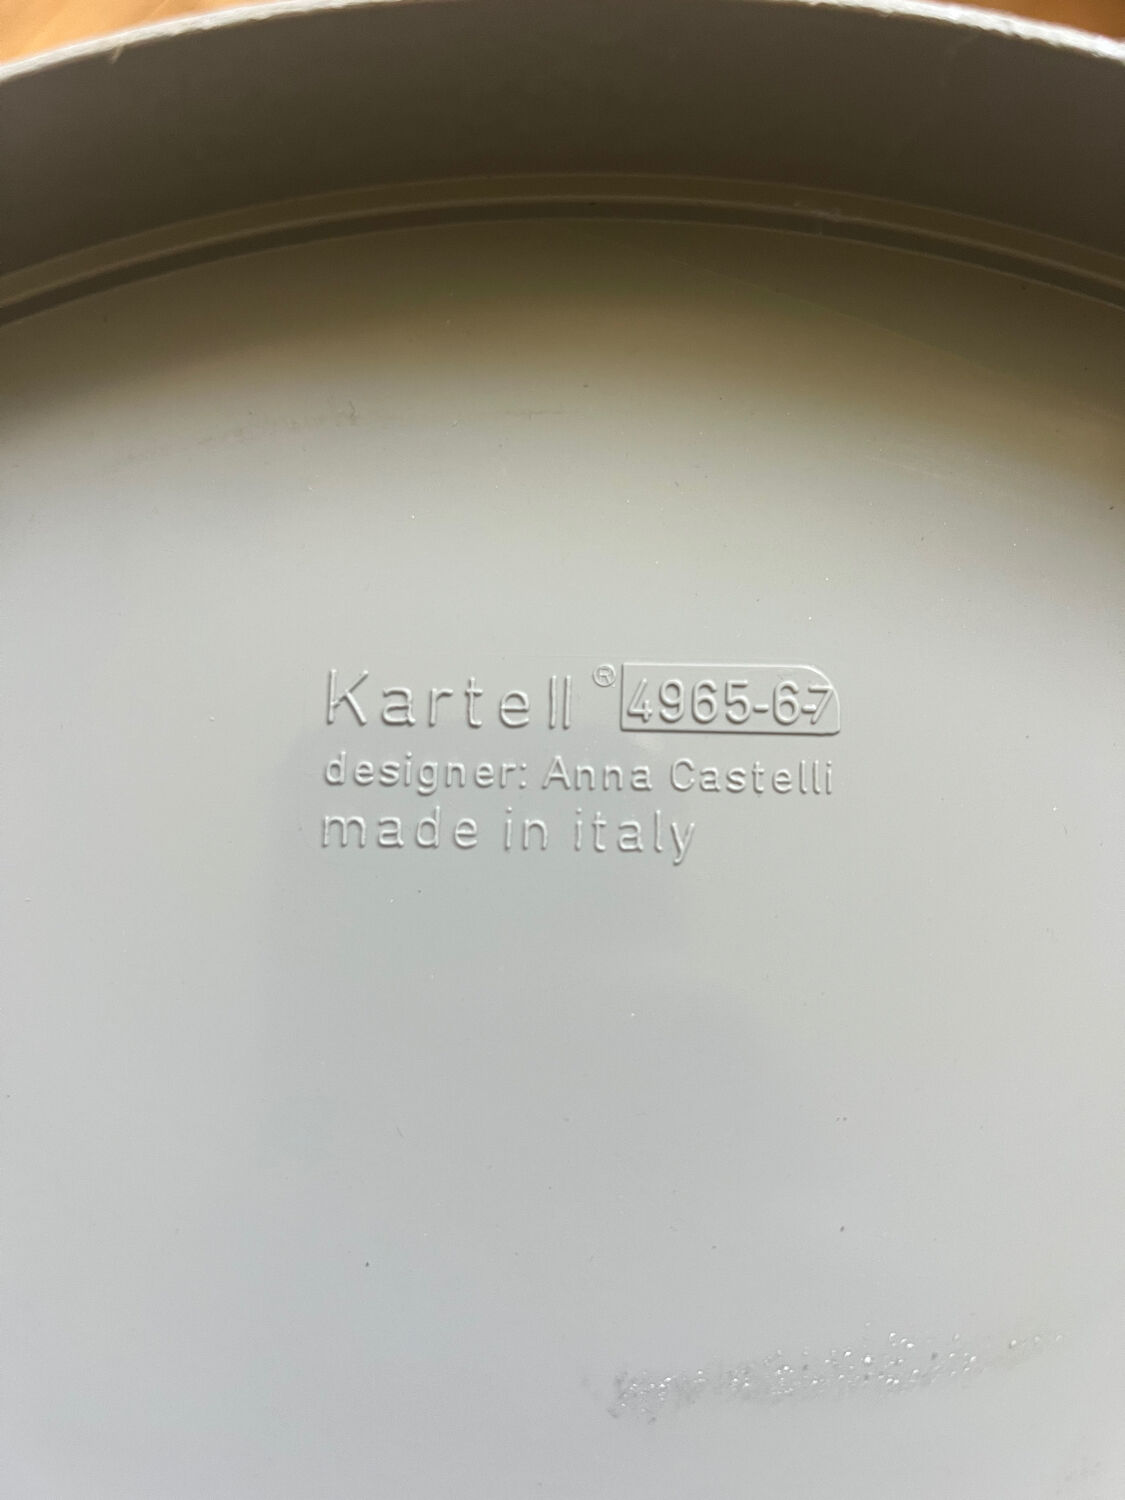 Kartell® 4965-6-7
designer: Anna Castelli
made in italy